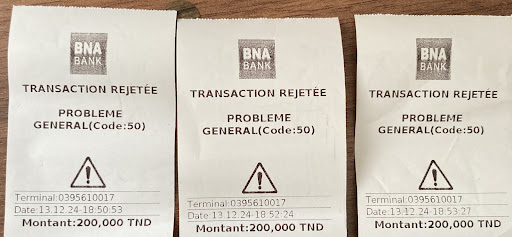 BNA
BANK
TRANSACTION REJETÉE
PROBLEME
GENERAL(Code:50)
Terminal:0395610017
Date:13.12.24-18:50:53
Montant:200,000 TND
BNA
BANK
TRANSACTION REJETÉE
PROBLEME
GENERAL(Code:50)
Terminal:0395610017
Date:13.12.24-18:52:24
Montant:200,000 TND
BNA
BANK
TRANSACTION REJETÉE
PROBLEME
GENERAL(Code:50)
Terminal:0395610017
Date:13.12.24-18:53:27
Montant:200,000 TND